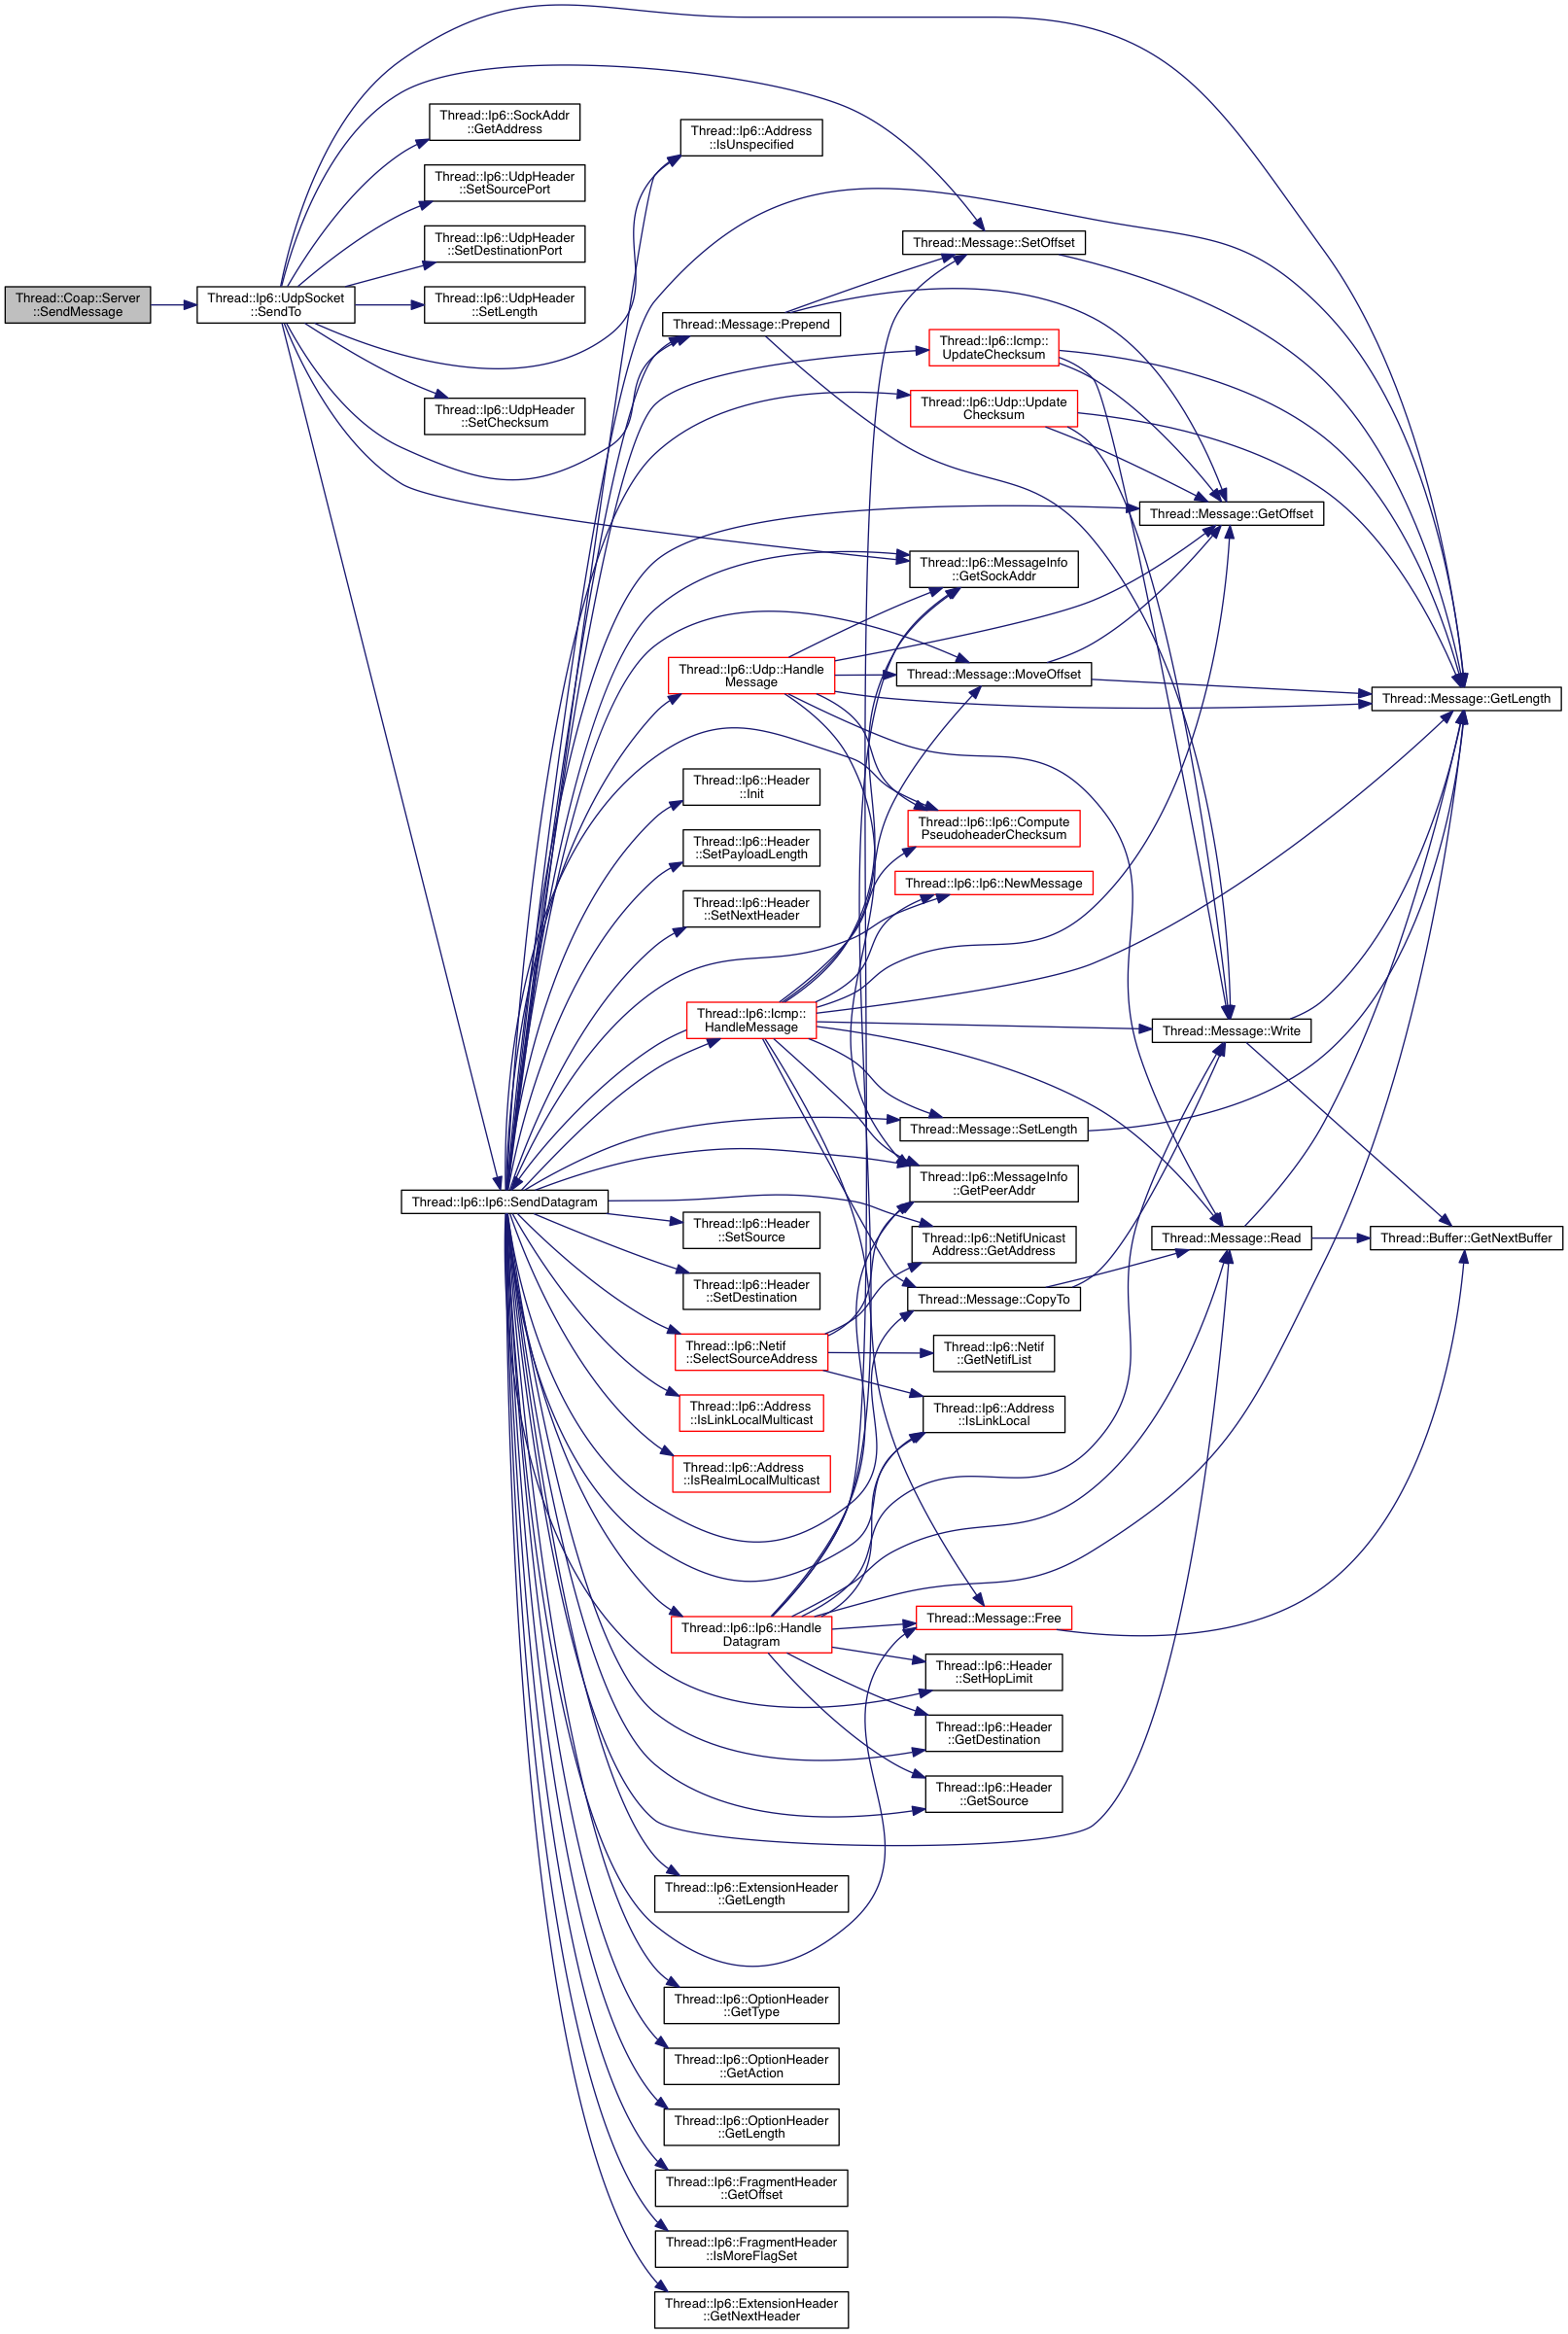 Thread::Coap::Server
::SendMessage
Thread::Ip6::UdpSocket
::SendTo
Thread::Ip6::SockAddr
::GetAddress
Thread::Ip6::UdpHeader
::SetSourcePort
Thread::Ip6::UdpHeader
::SetDestinationPort
Thread::Ip6::UdpHeader
::SetLength
Thread::Ip6::UdpHeader
::SetChecksum
Thread::Ip6::Ip6::SendDatagram
Thread::Ip6::Address
::IsUnspecified
Thread::Message::Prepend
Thread::Ip6::Udp::Handle
Message
Thread::Ip6::Header
::Init
Thread::Ip6::Header
::SetPayloadLength
Thread::Ip6::Header
::SetNextHeader
Thread::Ip6::Icmp::
HandleMessage
Thread::Ip6::Header
::SetSource
Thread::Ip6::Header
::SetDestination
Thread::Ip6::Netif
::SelectSourceAddress
Thread::Ip6::Address
::IsLinkLocalMulticast
Thread::Ip6::Address
::IsRealmLocalMulticast
Thread::Ip6::Ip6::Handle
Datagram
Thread::Ip6::ExtensionHeader
::GetLength
Thread::Ip6::OptionHeader
::GetType
Thread::Ip6::OptionHeader
::GetAction
Thread::Ip6::OptionHeader
::GetLength
Thread::Ip6::FragmentHeader
::GetOffset
Thread::Ip6::FragmentHeader
::IsMoreFlagSet
Thread::Ip6::ExtensionHeader
::GetNextHeader
Thread::Message::SetOffset
Thread::Ip6::Icmp::
UpdateChecksum
Thread::Ip6::Udp::Update
Checksum
Thread::Ip6::MessageInfo
::GetSockAddr
Thread::Message::MoveOffset
Thread::Ip6::Ip6::Compute
PseudoheaderChecksum
Thread::Ip6::Ip6::NewMessage
Thread::Message::SetLength
Thread::Ip6::MessageInfo
::GetPeerAddr
Thread::Ip6::NetifUnicast
Address::GetAddress
Thread::Message::CopyTo
Thread::Ip6::Netif
::GetNetifList
Thread::Ip6::Address
::IsLinkLocal
Thread::Message::Free
Thread::Ip6::Header
::SetHopLimit
Thread::Ip6::Header
::GetDestination
Thread::Ip6::Header
::GetSource
Thread::Message::GetOffset
Thread::Message::Write
Thread::Message::Read
Thread::Message::GetLength
Thread::Buffer::GetNextBuffer